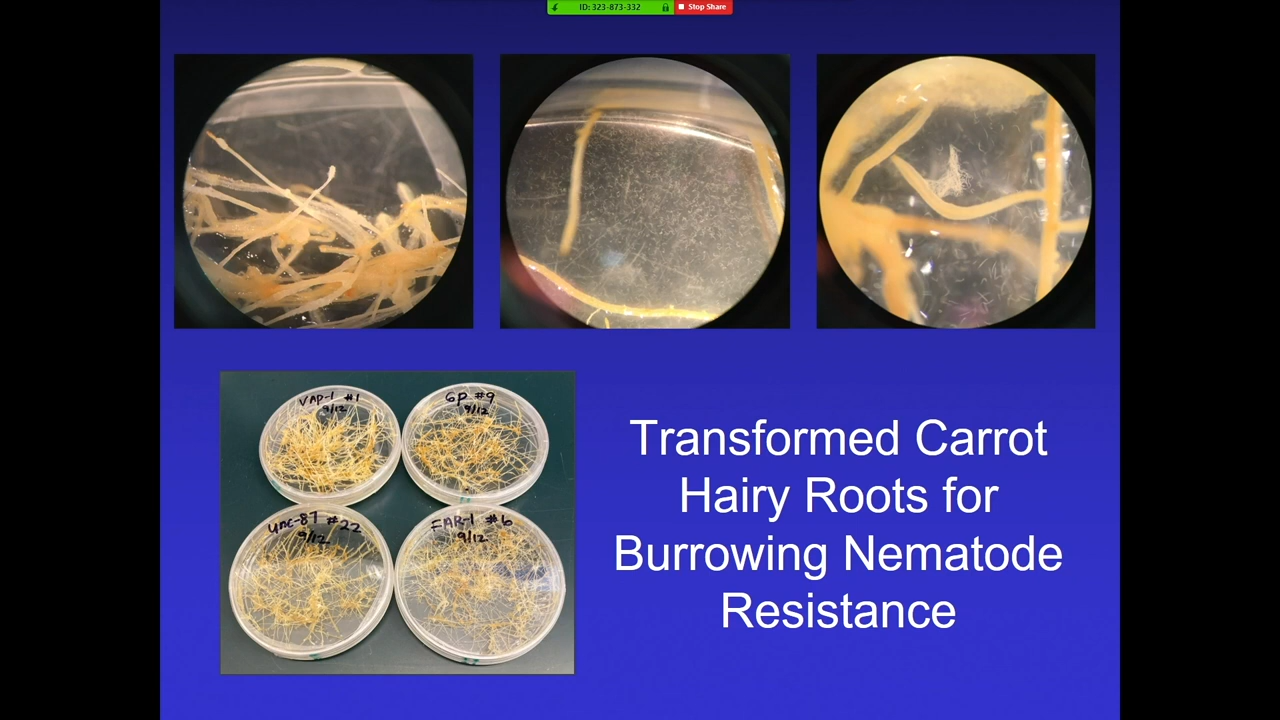 ID: 323-873-332
Stop Share
VAP-1 #1
9/12
GP #9
9/12
unc-87 #22
9/12
FAR-1 #6
9/12
Transformed Carrot
Hairy Roots for
Burrowing Nematode
Resistance